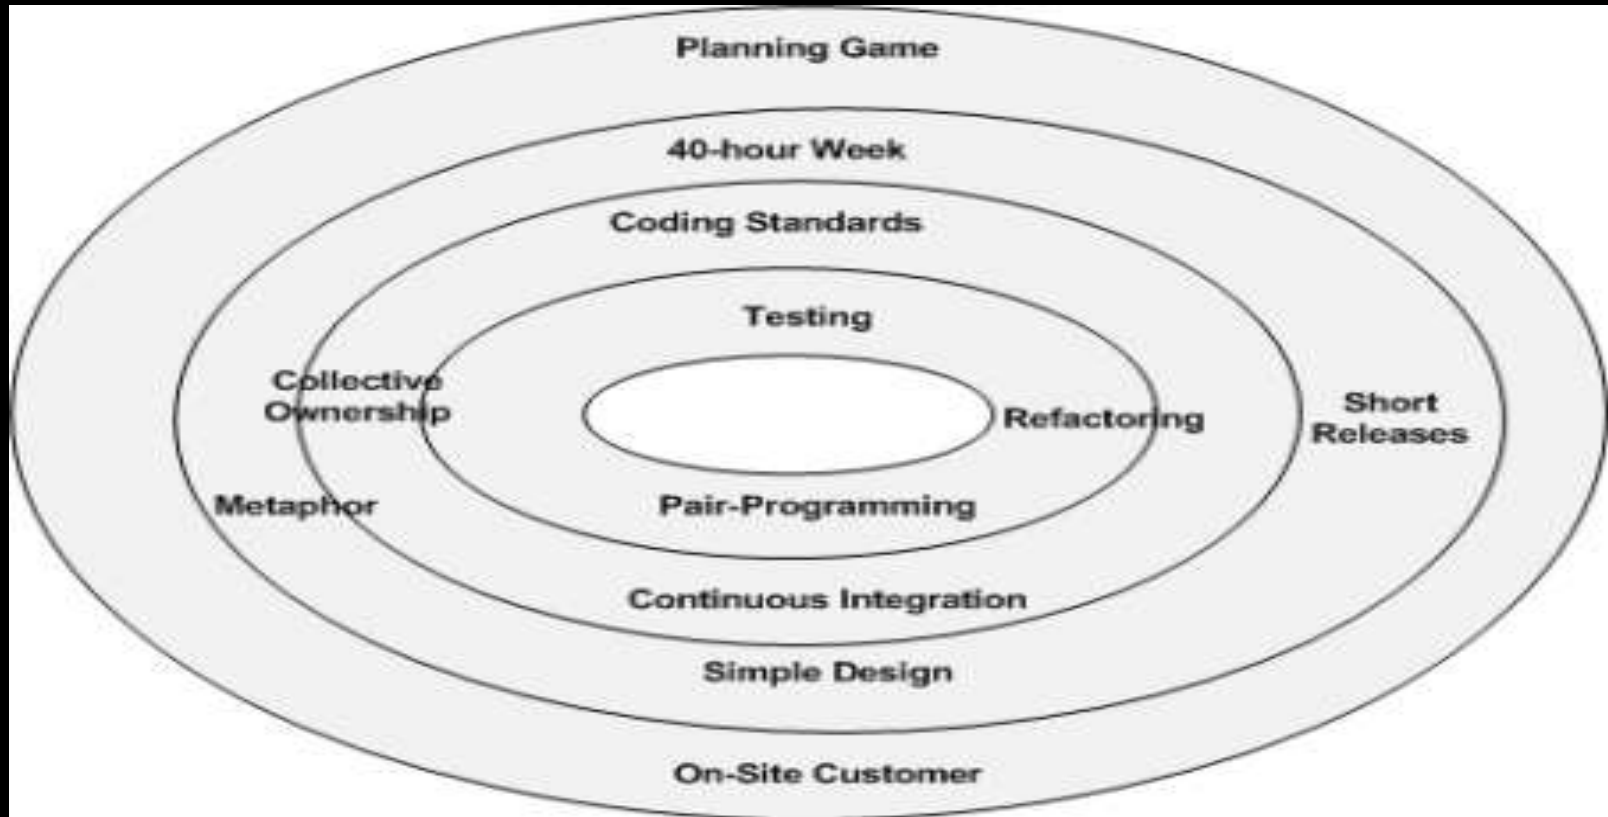 Planning Game
40-hour Week
Coding Standards
Testing
Collective
Ownership
Refactoring
Short
Releases
Metaphor
Pair-Programming
Continuous Integration
Simple Design
On-Site Customer